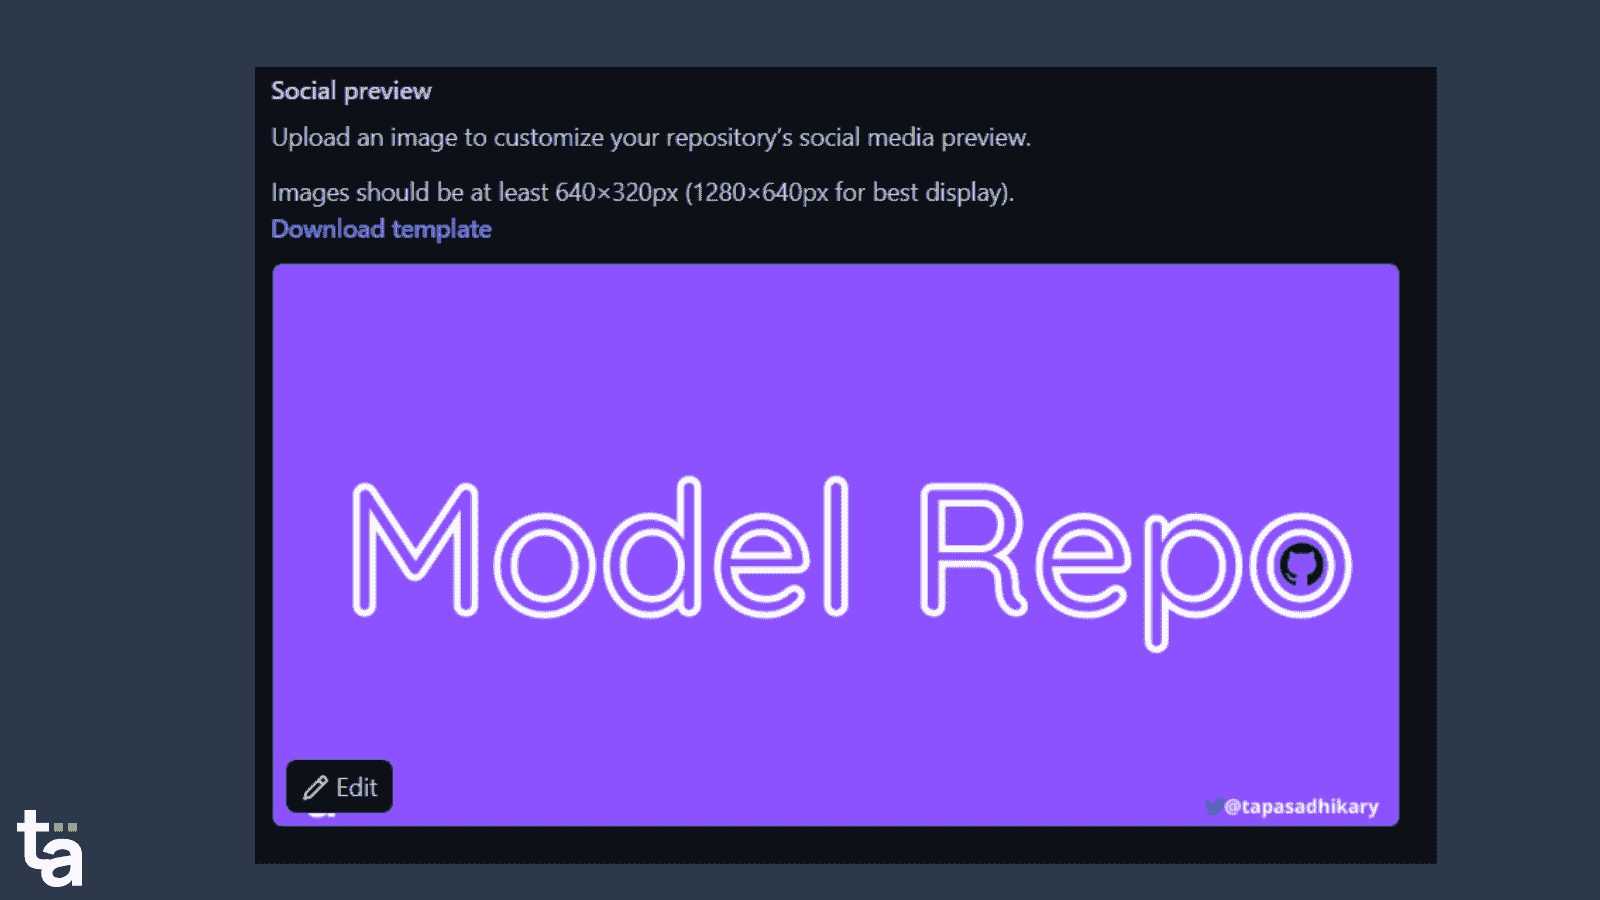 Social preview
Upload an image to customize your repository's social media preview.
Images should be at least 640×320px (1280×640px for best display).
Download template
Model Repo
Edit
@tapasadhikary
ta